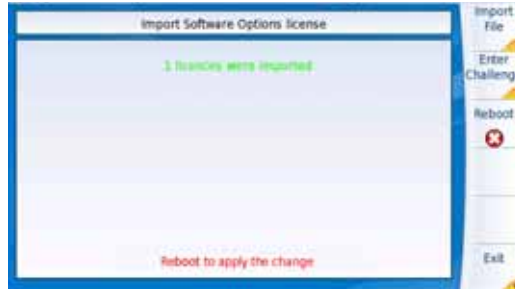 Import Software Options license
1 licences were imported
Reboot to apply the change
Import
File
Enter
Challeng
Reboot
Exit